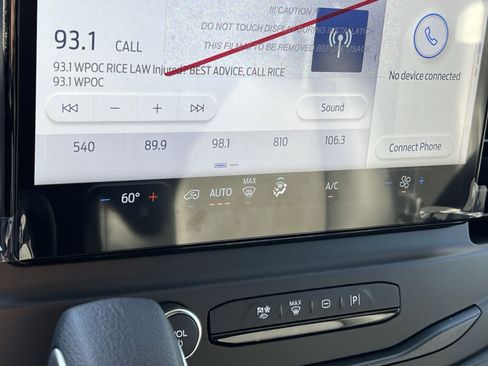 !!! CAUTION !!!
DO NOT TOUCH DISPLAY DURING INSTALLATION
THIS FILM IS TO BE REMOVED BEFORE USAGE
93.1 CALL
93.1 WPOC RICE LAW Injured? BEST ADVICE, CALL RICE
93.1 WPOC
No device connected
Sound
Connect Phone
540 89.9 98.1 810 106.3
60° AUTO MAX A/C
VOL
MAX
P